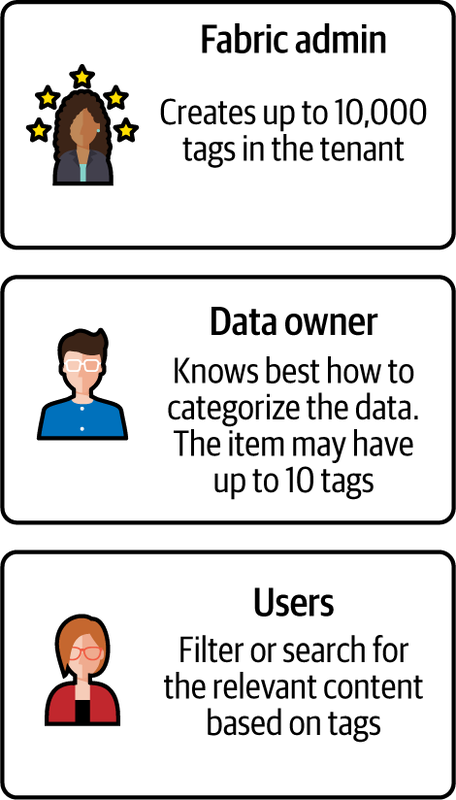 Fabric admin
Creates up to 10,000
tags in the tenant
Data owner
Knows best how to
categorize the data.
The item may have
up to 10 tags
Users
Filter or search for
the relevant content
based on tags